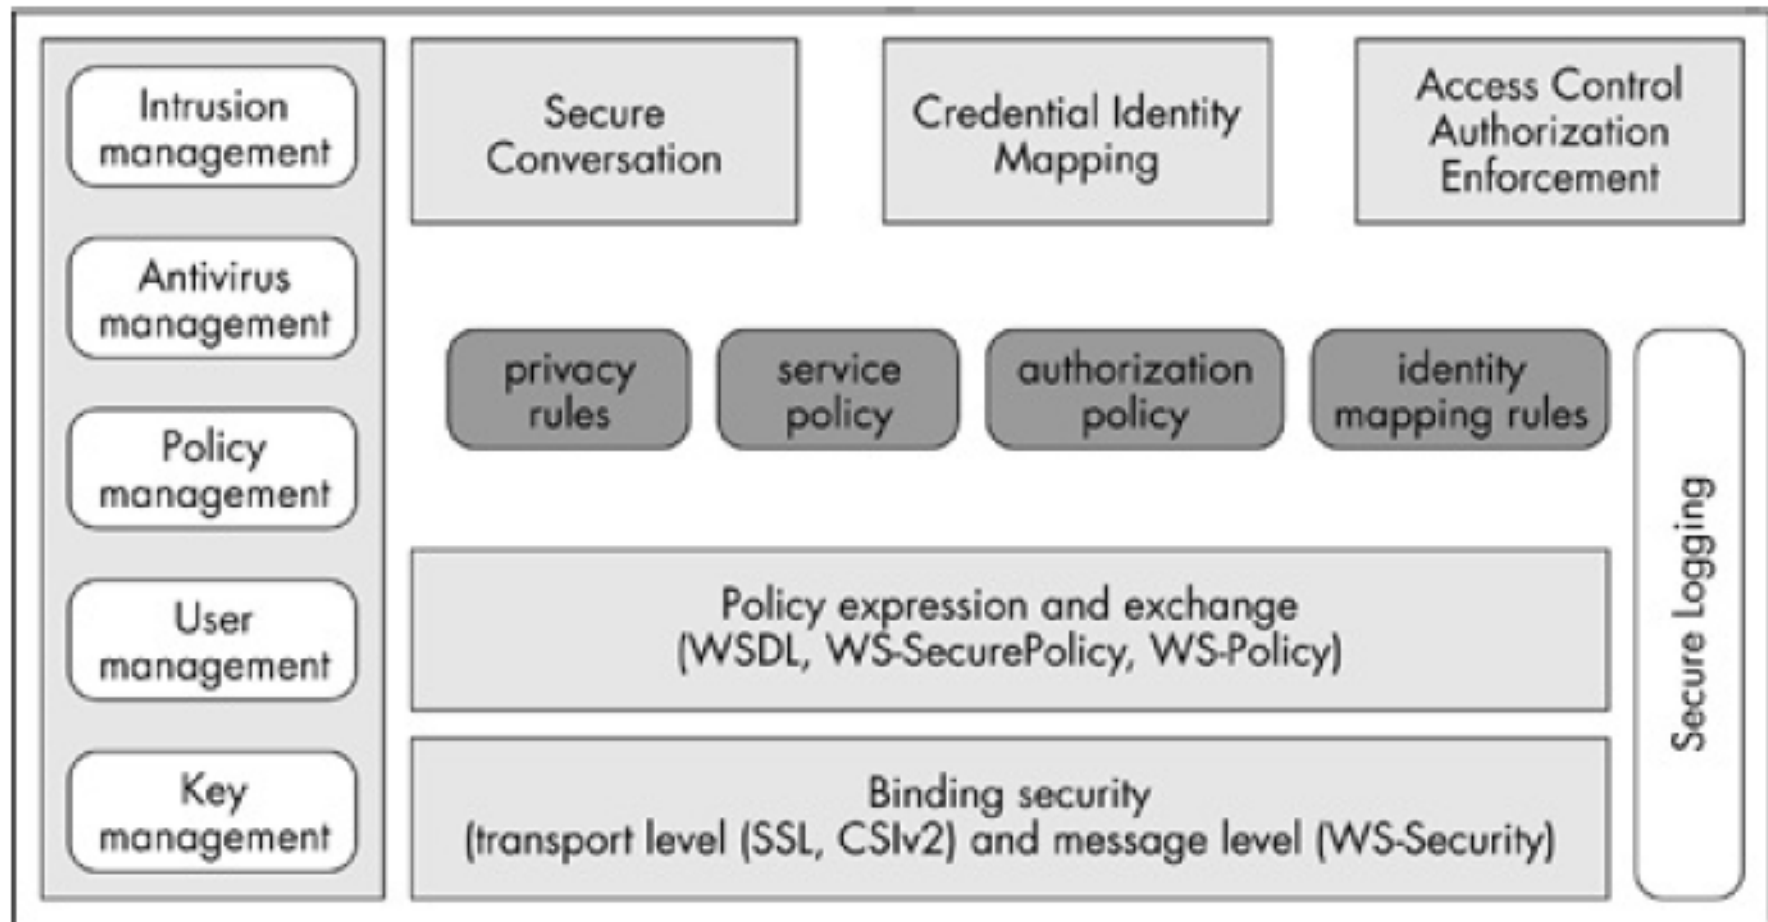 Intrusion
management
Antivirus
management
Policy
management
User
management
Key
management
Secure
Conversation
Credential Identity
Mapping
Access Control
Authorization
Enforcement
privacy
rules
service
policy
authorization
policy
identity
mapping rules
Policy expression and exchange
(WSDL, WS-SecurePolicy, WS-Policy)
Binding security
(transport level (SSL, CSIv2) and message level (WS-Security)
Secure Logging